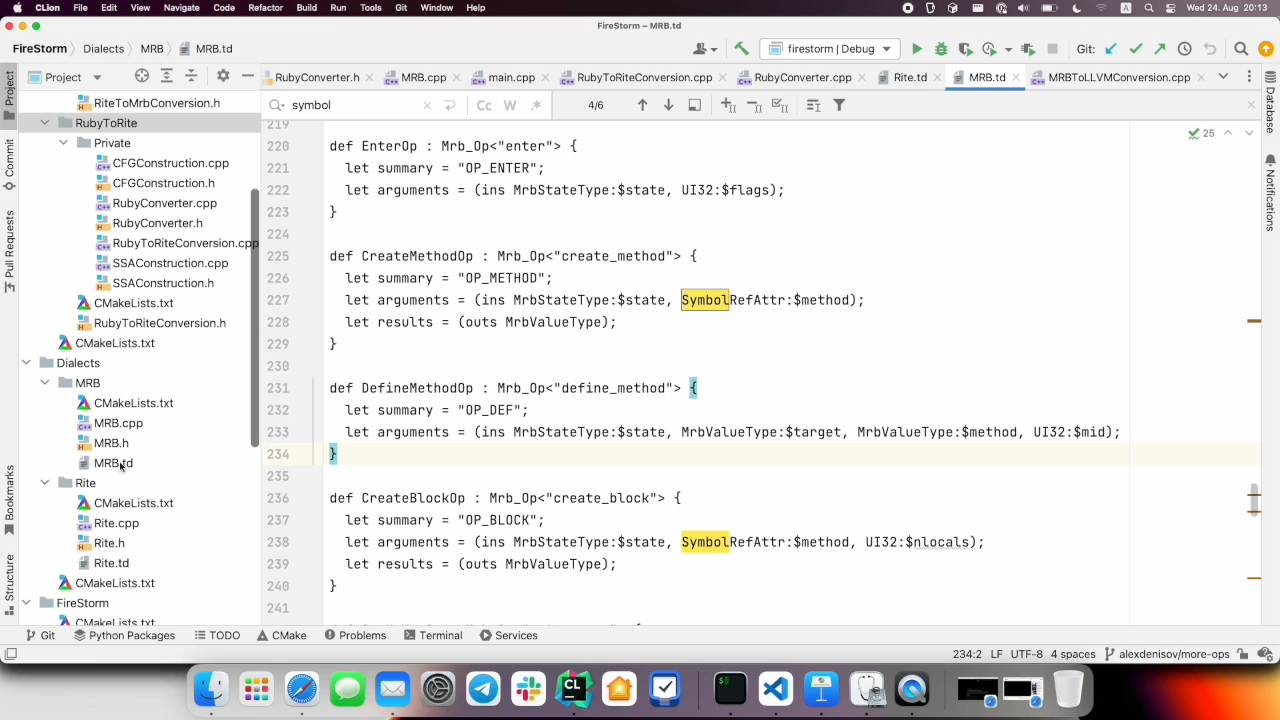 CLion File Edit View Navigate Code Refactor Build Run Tools Git Window Help Wed 24. Aug 20:13
FireStorm – MRB.td
FireStorm Dialects MRB MRB.td firestorm | Debug Git:
Project RubyConverter.h MRB.cpp main.cpp RubyToRiteConversion.cpp RubyConverter.cpp Rite.td MRB.td MRBToLLVMConversion.cpp
symbol Cc W .* 4/6
Project
Commit
Pull Requests
Bookmarks
Structure
RiteToMrbConversion.h
RubyToRite
Private
CFGConstruction.cpp
CFGConstruction.h
RubyConverter.cpp
RubyConverter.h
RubyToRiteConversion.cpp
SSAConstruction.cpp
SSAConstruction.h
CMakeLists.txt
RubyToRiteConversion.h
CMakeLists.txt
Dialects
MRB
CMakeLists.txt
MRB.cpp
MRB.h
MRB.td
Rite
CMakeLists.txt
Rite.cpp
Rite.h
Rite.td
CMakeLists.txt
FireStorm
CMakeLists.txt
25
219
220 def EnterOp : Mrb_Op<"enter"> {
221 let summary = "OP_ENTER";
222 let arguments = (ins MrbStateType:$state, UI32:$flags);
223 }
224
225 def CreateMethodOp : Mrb_Op<"create_method"> {
226 let summary = "OP_METHOD";
227 let arguments = (ins MrbStateType:$state, SymbolRefAttr:$method);
228 let results = (outs MrbValueType);
229 }
230
231 def DefineMethodOp : Mrb_Op<"define_method"> {
232 let summary = "OP_DEF";
233 let arguments = (ins MrbStateType:$state, MrbValueType:$target, MrbValueType:$method, UI32:$mid);
234 }
235
236 def CreateBlockOp : Mrb_Op<"create_block"> {
237 let summary = "OP_BLOCK";
238 let arguments = (ins MrbStateType:$state, SymbolRefAttr:$method, UI32:$nlocals);
239 let results = (outs MrbValueType);
240 }
241
Database
Notifications
Git Python Packages TODO CMake Problems Terminal Services
234:2 LF UTF-8 4 spaces alexdenisov/more-ops
CL